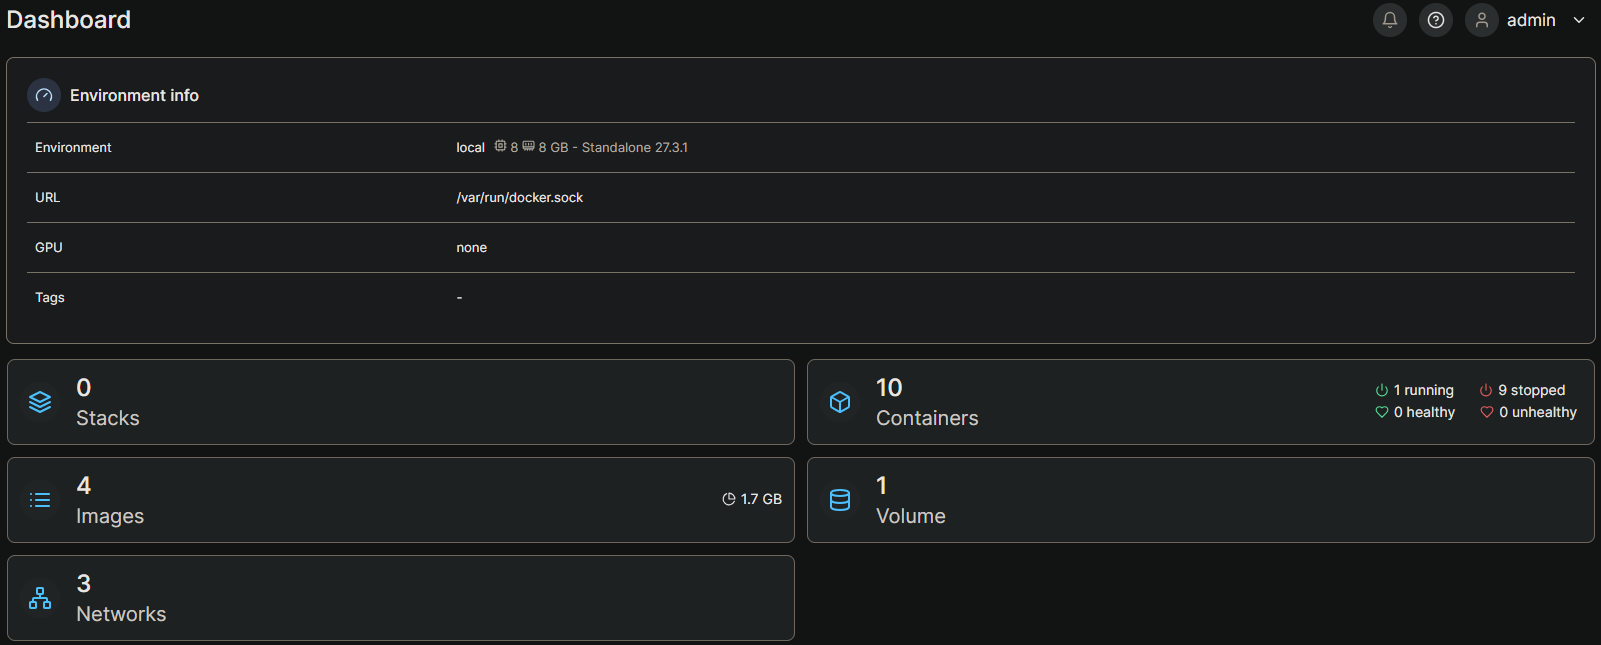 Dashboard
admin
Environment info
Environment local 8 8 GB - Standalone 27.3.1
URL /var/run/docker.sock
GPU none
Tags -
0
Stacks
10
Containers
1 running 9 stopped
0 healthy 0 unhealthy
4
Images
1.7 GB
1
Volume
3
Networks